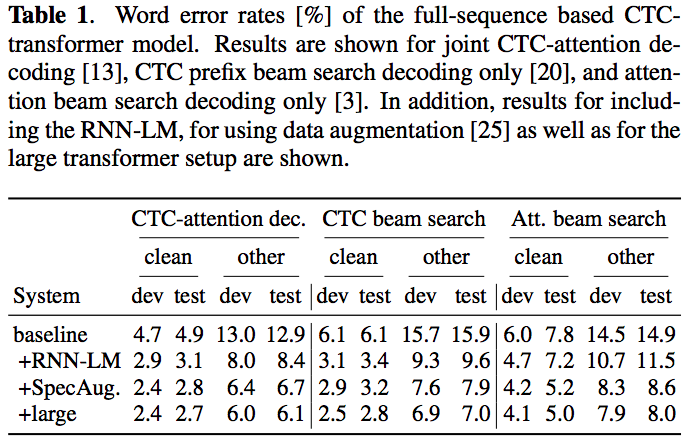 Table 1. Word error rates [%] of the full-sequence based CTC-
transformer model. Results are shown for joint CTC-attention de-
coding [13], CTC prefix beam search decoding only [20], and atten-
tion beam search decoding only [3]. In addition, results for includ-
ing the RNN-LM, for using data augmentation [25] as well as for the
large transformer setup are shown.
CTC-attention dec. CTC beam search Att. beam search
clean other clean other clean other
System dev test dev test dev test dev test dev test dev test
baseline 4.7 4.9 13.0 12.9 6.1 6.1 15.7 15.9 6.0 7.8 14.5 14.9
+RNN-LM 2.9 3.1 8.0 8.4 3.1 3.4 9.3 9.6 4.7 7.2 10.7 11.5
+SpecAug. 2.4 2.8 6.4 6.7 2.9 3.2 7.6 7.9 4.2 5.2 8.3 8.6
+large 2.4 2.7 6.0 6.1 2.5 2.8 6.9 7.0 4.1 5.0 7.9 8.0